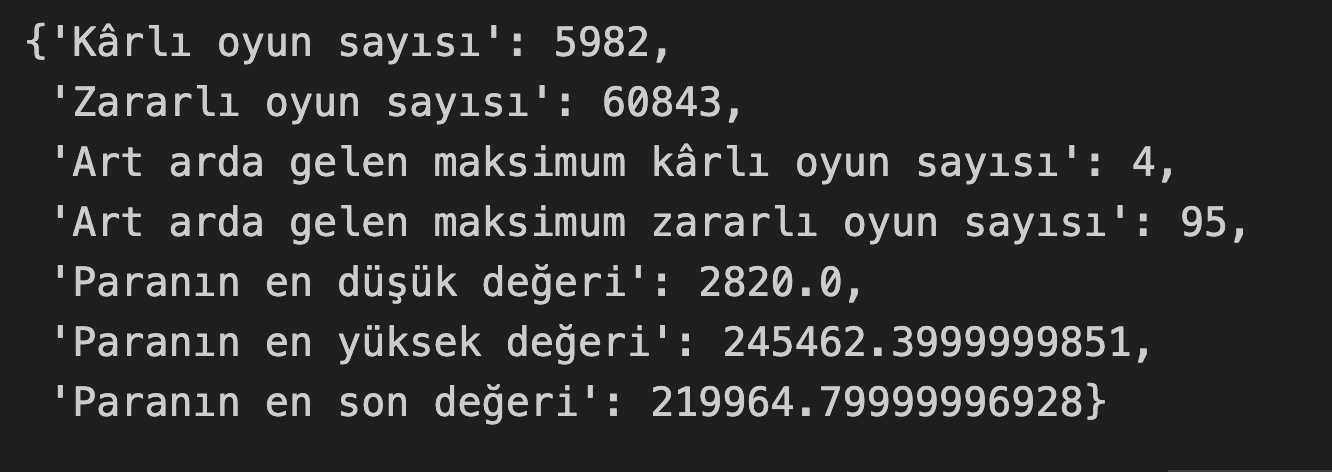 {'Kârlı oyun sayısı': 5982,
'Zararlı oyun sayısı': 60843,
'Art arda gelen maksimum kârlı oyun sayısı': 4,
'Art arda gelen maksimum zararlı oyun sayısı': 95,
'Paranın en düşük değeri': 2820.0,
'Paranın en yüksek değeri': 245462.3999999851,
'Paranın en son değeri': 219964.79999996928}